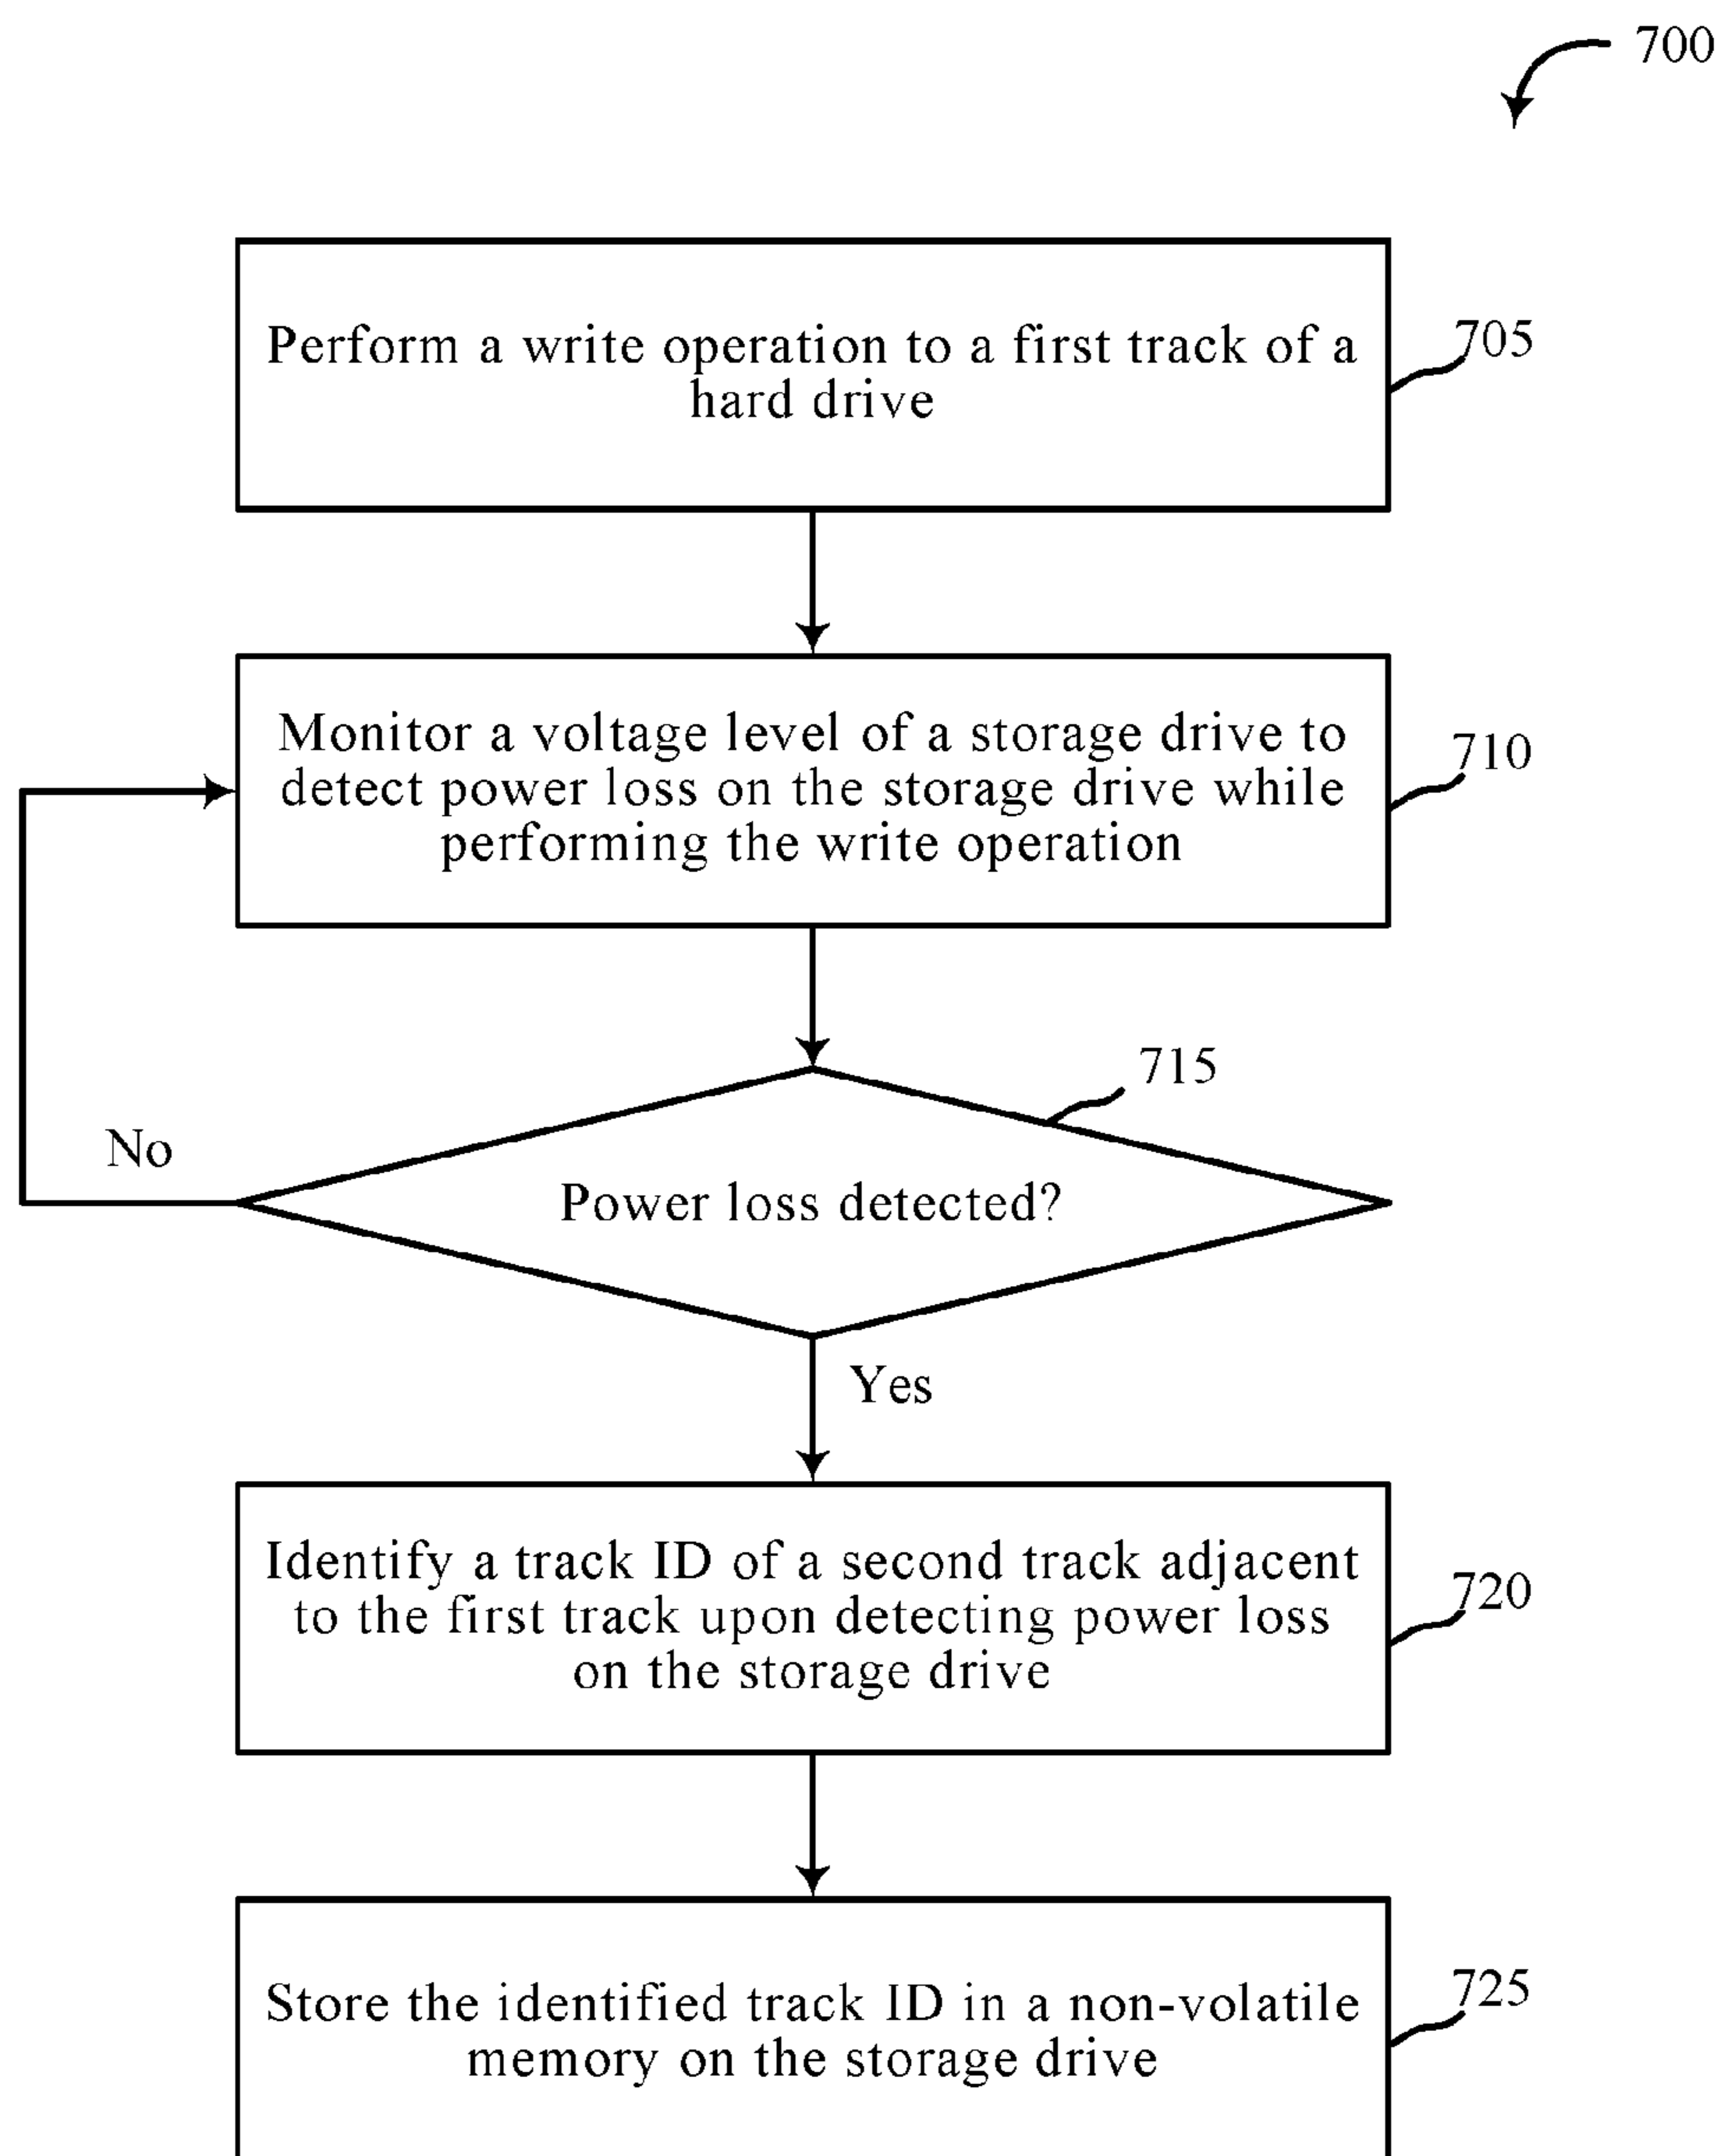 700
Perform a write operation to a first track of a
hard drive
705
Monitor a voltage level of a storage drive to
detect power loss on the storage drive while
performing the write operation
710
715
No
Power loss detected?
Yes
Identify a track ID of a second track adjacent
to the first track upon detecting power loss
on the storage drive
720
Store the identified track ID in a non-volatile
memory on the storage drive
725